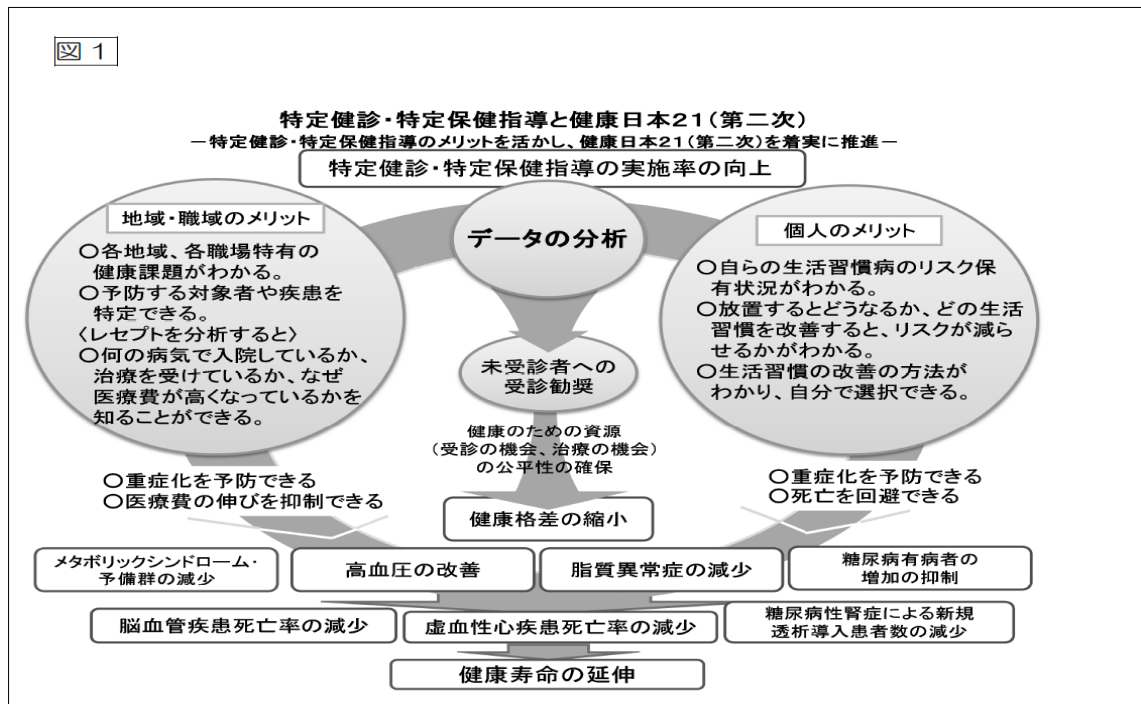 図１
特定健診・特定保健指導と健康日本２１（第二次）
－特定健診・特定保健指導のメリットを活かし、健康日本２１（第二次）を着実に推進－
特定健診・特定保健指導の実施率の向上
地域・職域のメリット
○各地域、各職場特有の
健康課題がわかる。
○予防する対象者や疾患を
特定できる。
〈レセプトを分析すると〉
○何の病気で入院しているか、
治療を受けているか、なぜ
医療費が高くなっているかを
知ることができる。
データの分析
未受診者への
受診勧奨
健康のための資源
（受診の機会、治療の機会）
の公平性の確保
健康格差の縮小
個人のメリット
○自らの生活習慣病のリスク保
有状況がわかる。
○放置するとどうなるか、どの生活
習慣を改善すると、リスクが減ら
せるかがわかる。
○生活習慣の改善の方法が
わかり、自分で選択できる。
○重症化を予防できる
○医療費の伸びを抑制できる
○重症化を予防できる
○死亡を回避できる
メタボリックシンドローム・
予備群の減少
高血圧の改善
脂質異常症の減少
糖尿病有病者の
増加の抑制
脳血管疾患死亡率の減少
虚血性心疾患死亡率の減少
糖尿病性腎症による新規
透析導入患者数の減少
健康寿命の延伸